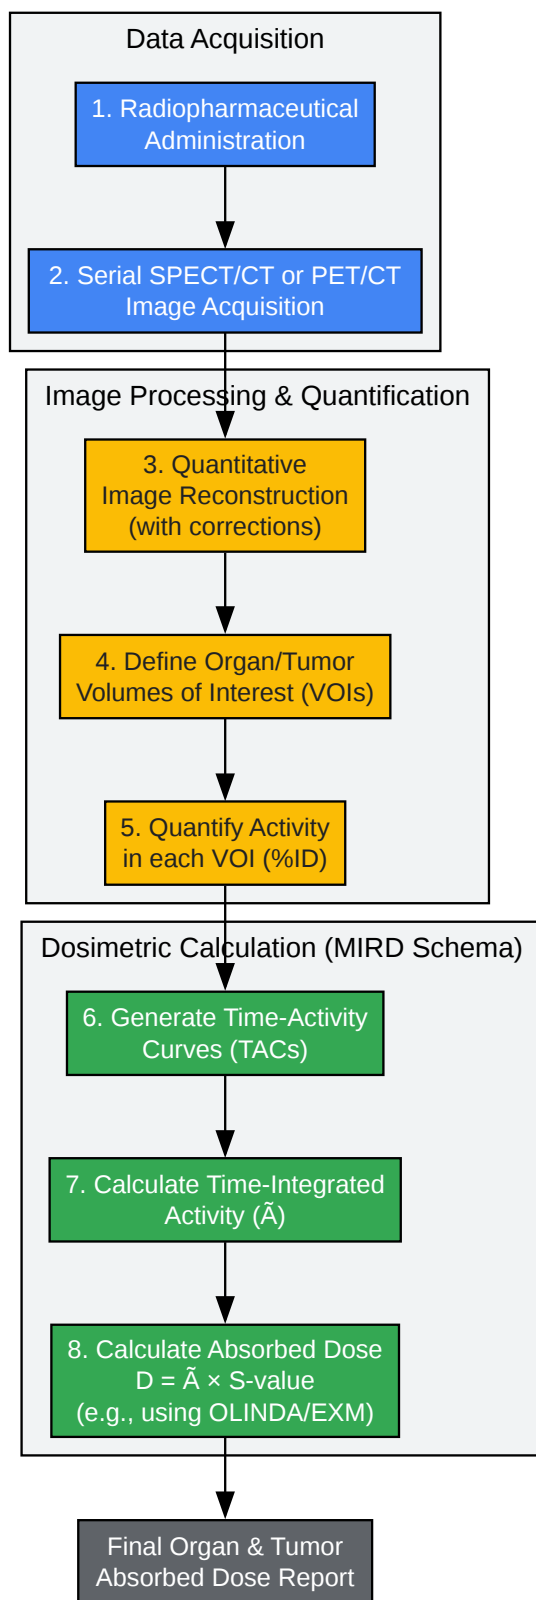 Data Acquisition
1. Radiopharmaceutical
Administration
2. Serial SPECT/CT or PET/CT
Image Acquisition
Image Processing & Quantification
3. Quantitative
Image Reconstruction
(with corrections)
4. Define Organ/Tumor
Volumes of Interest (VOIs)
5. Quantify Activity
in each VOI (%ID)
Dosimetric Calculation (MIRD Schema)
6. Generate Time-Activity
Curves (TACs)
7. Calculate Time-Integrated
Activity (Ã)
8. Calculate Absorbed Dose
D = Ã × S-value
(e.g., using OLINDA/EXM)
Final Organ & Tumor
Absorbed Dose Report